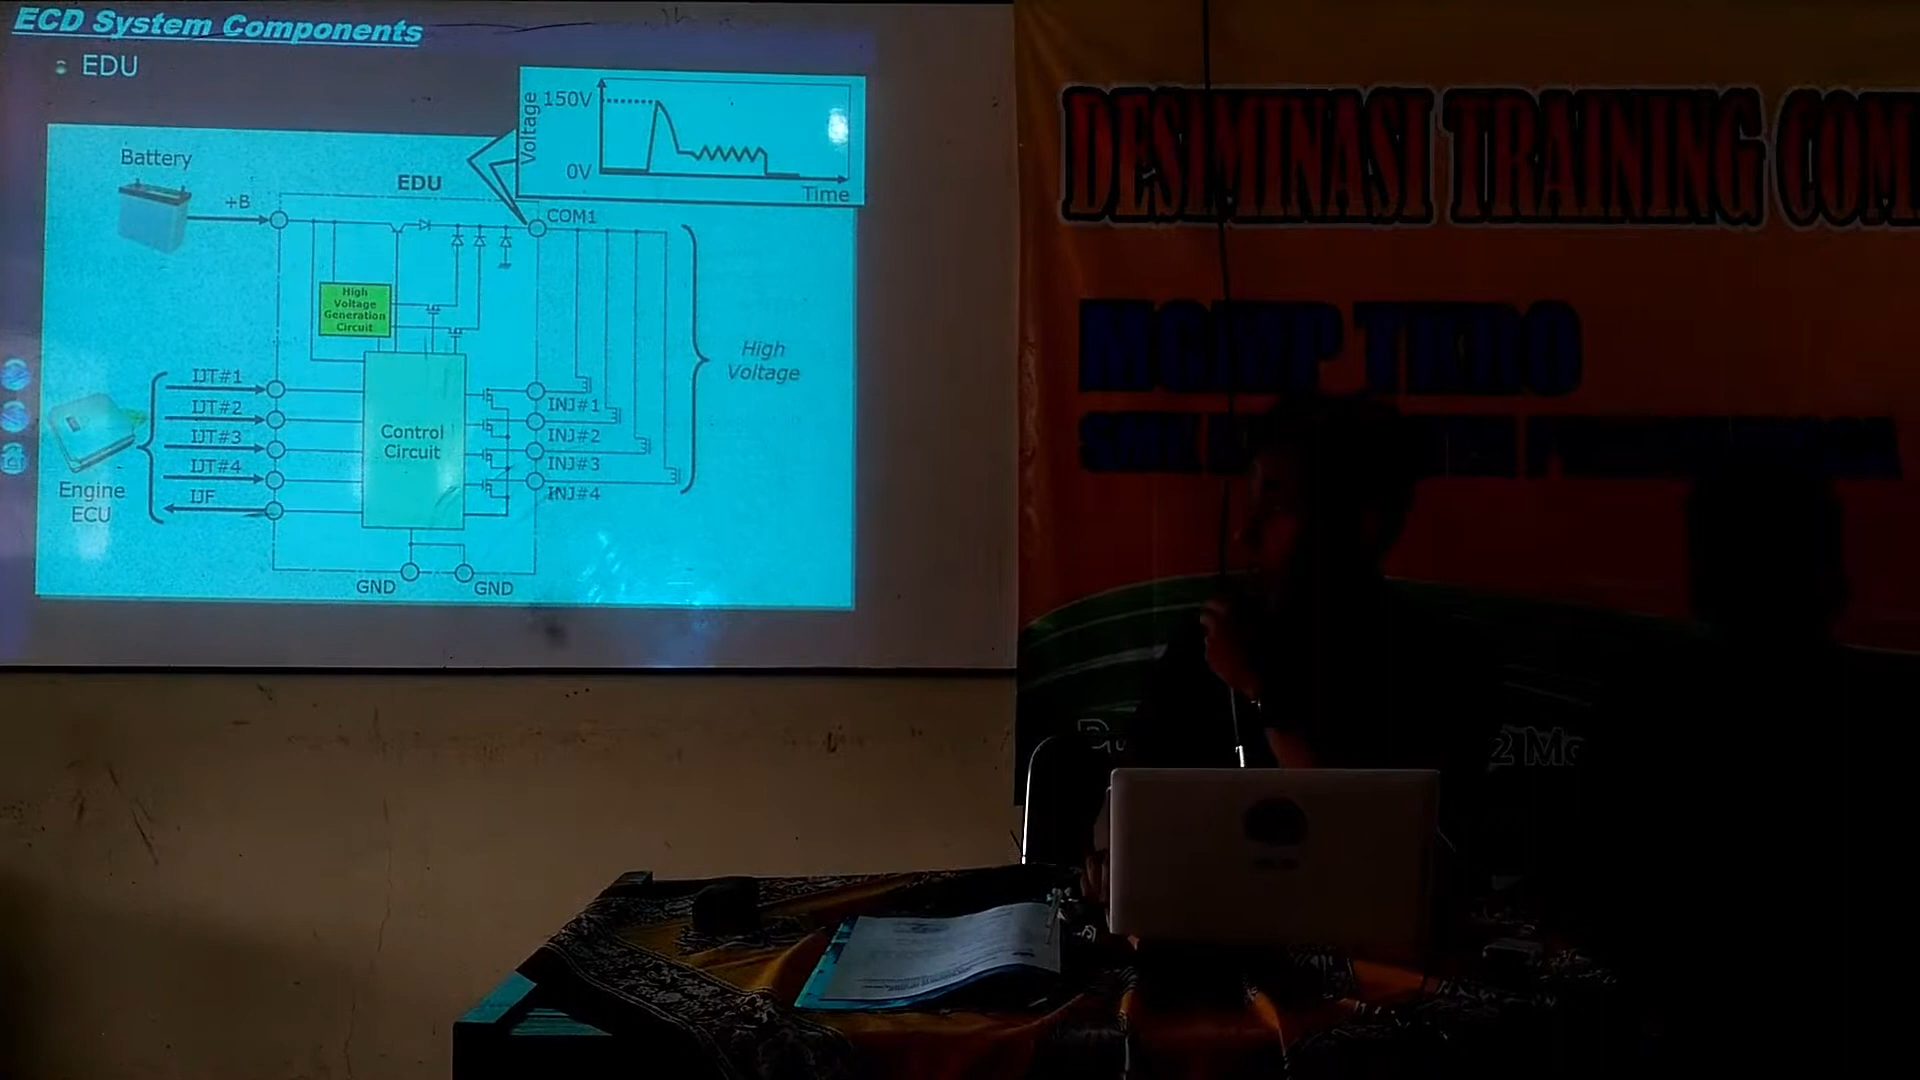 ECD System Components
EDU
Voltage
150V
0V
Time
Battery
+B
EDU
COM1
High
Voltage
Generation
Circuit
High
Voltage
IJT#1
IJT#2
IJT#3
IJT#4
IJF
Engine
ECU
Control
Circuit
INJ#1
INJ#2
INJ#3
INJ#4
GND
GND
DESIMINASI TRAINING COM